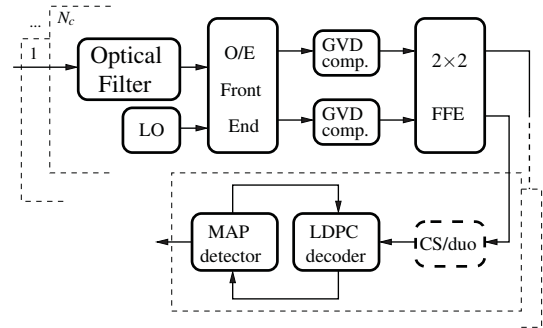 ... N_c
1
Optical
Filter
LO
O/E
Front
End
GVD
comp.
GVD
comp.
2×2
FFE
MAP
detector
LDPC
decoder
CS/duo